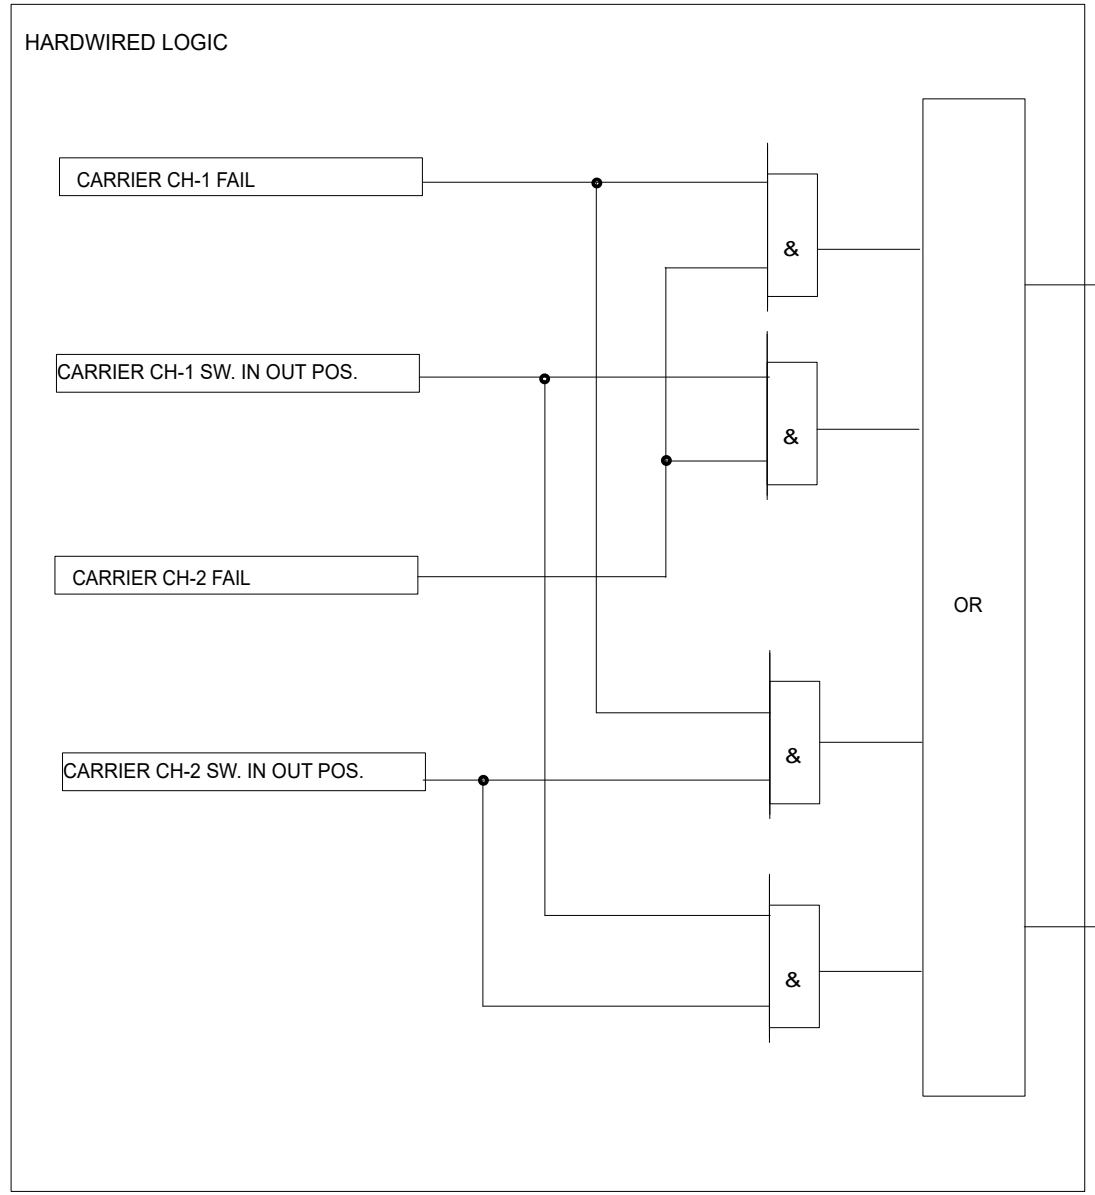 HARDWIRED LOGIC
CARRIER CH-1 FAIL
&
CARRIER CH-1 SW. IN OUT POS.
&
CARRIER CH-2 FAIL
OR
CARRIER CH-2 SW. IN OUT POS.
&
&